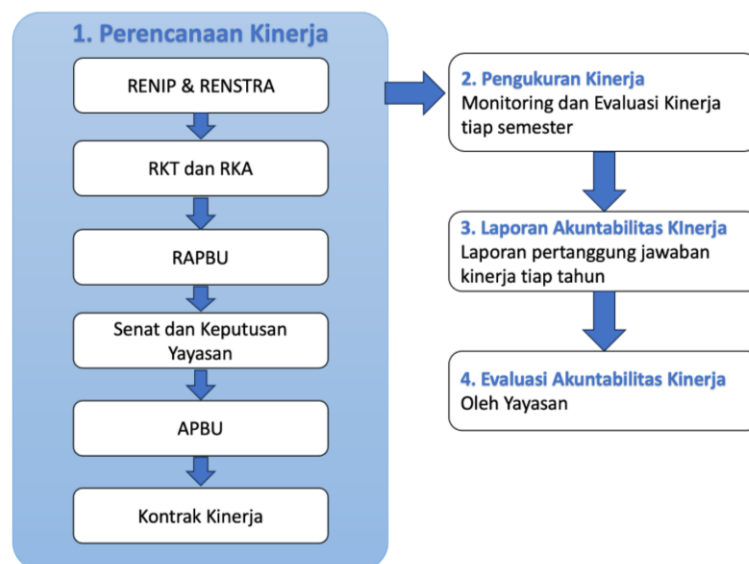 1. Perencanaan Kinerja
RENIP & RENSTRA
RKT dan RKA
RAPBU
Senat dan Keputusan
Yayasan
APBU
Kontrak Kinerja
2. Pengukuran Kinerja
Monitoring dan Evaluasi Kinerja
tiap semester
3. Laporan Akuntabilitas KInerja
Laporan pertanggung jawaban
kinerja tiap tahun
4. Evaluasi Akuntabilitas Kinerja
Oleh Yayasan